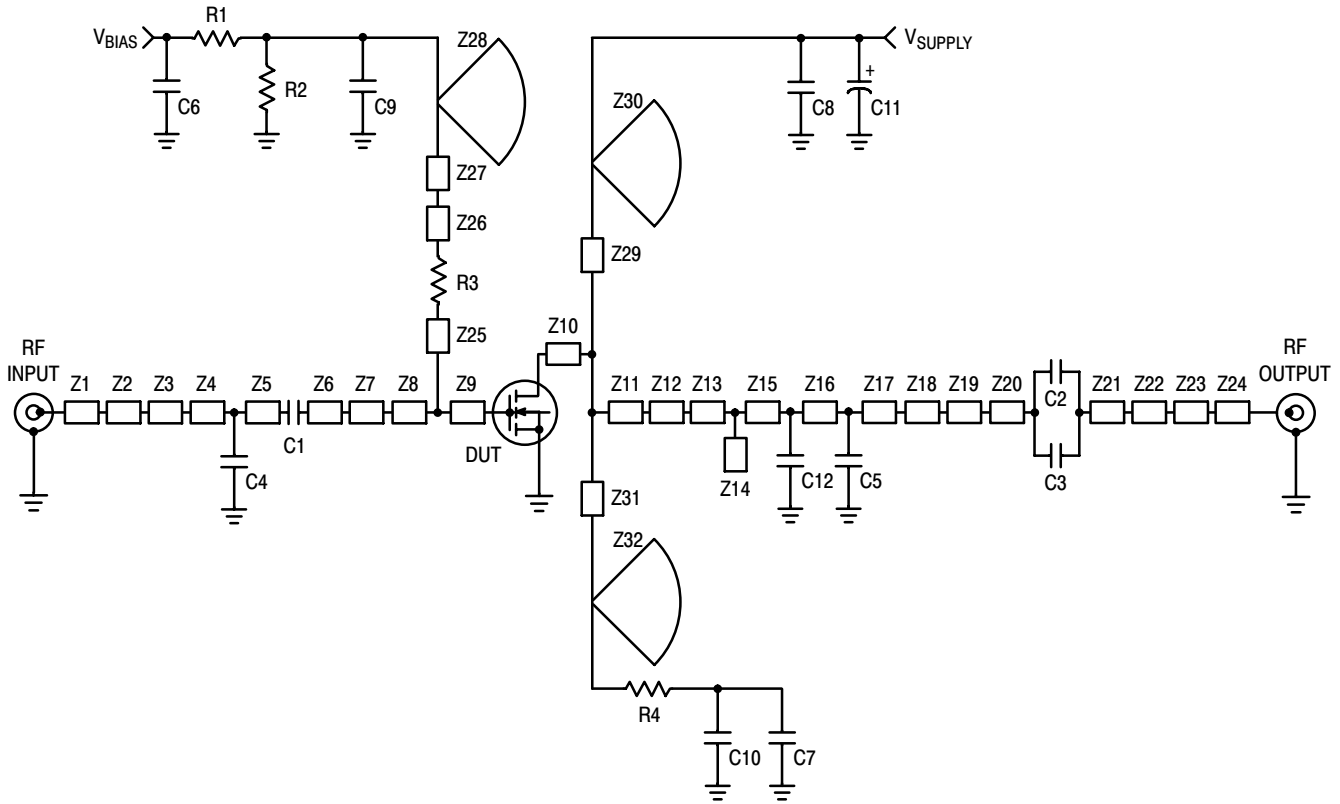 R1
V_BIAS
C6
R2
C9
Z28
Z27
Z26
R3
Z25
Z30
V_SUPPLY
C8
+
C11
Z29
Z10
RF
INPUT
Z1 Z2 Z3 Z4 Z5 Z6 Z7 Z8 Z9
C1
C4
DUT
Z11 Z12 Z13 Z15 Z16 Z17 Z18 Z19 Z20
Z14
C12
C5
C2
C3
Z21 Z22 Z23 Z24
RF
OUTPUT
Z31
Z32
R4
C10
C7